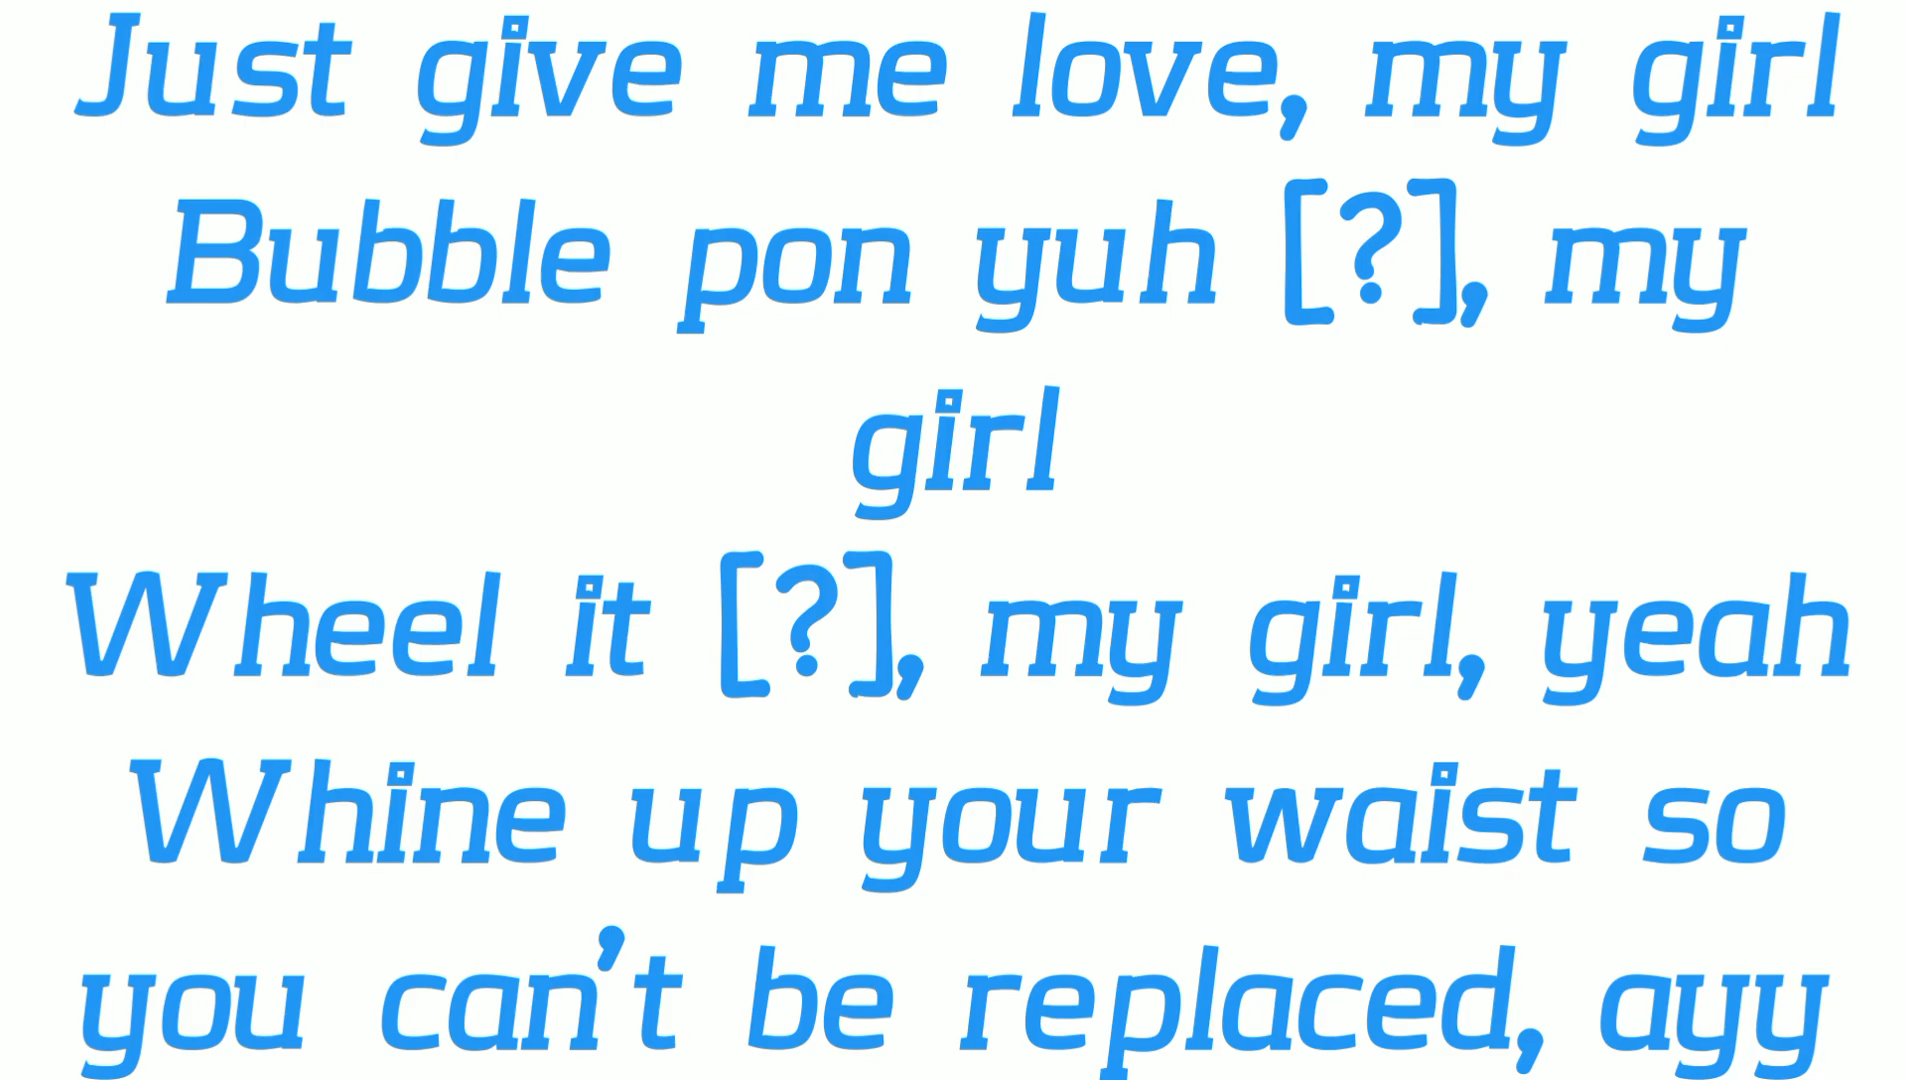 Just give me love, my girl
Bubble pon yuh [?], my
girl
Wheel it [?], my girl, yeah
Whine up your waist so
you can't be replaced, ayy